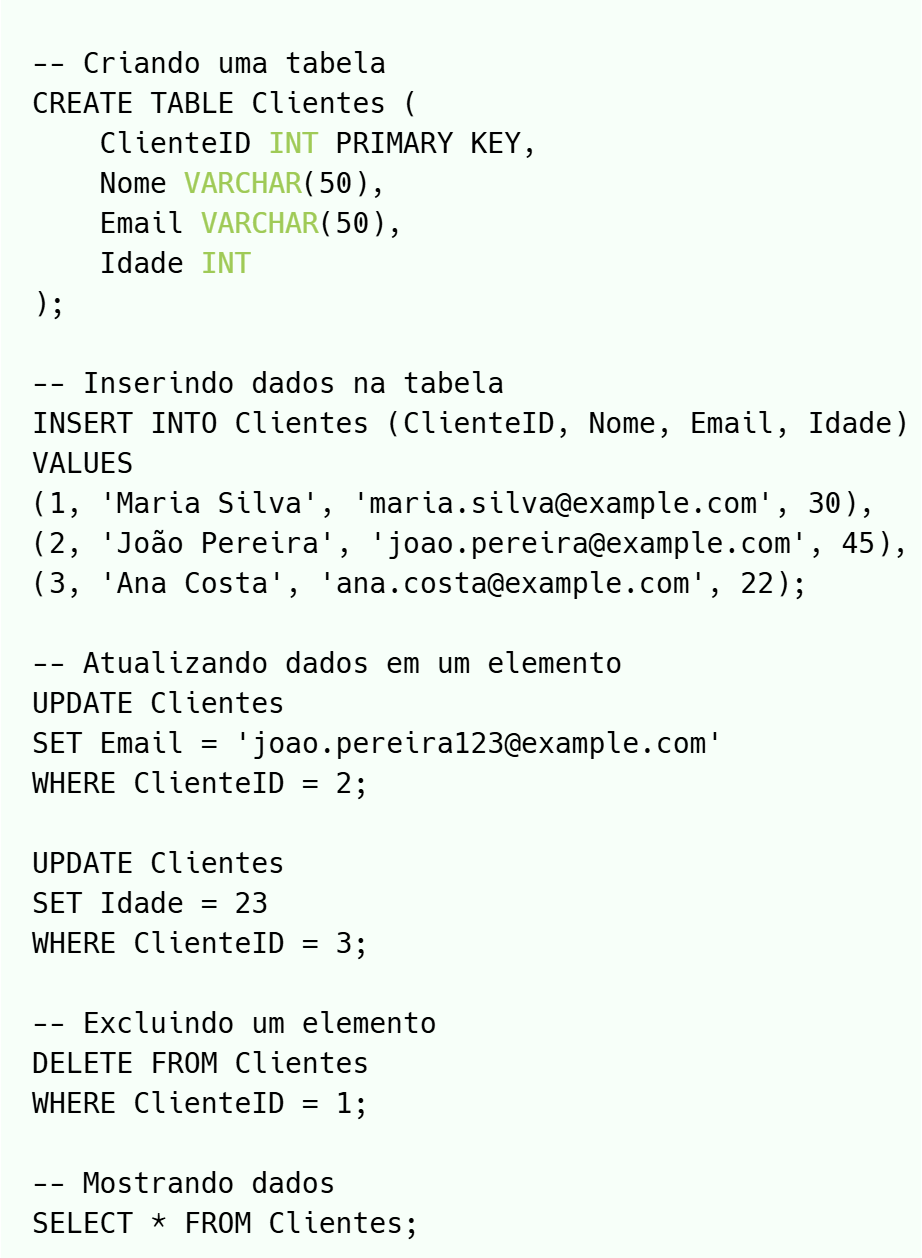 -- Criando uma tabela
CREATE TABLE Clientes (
    ClienteID INT PRIMARY KEY,
    Nome VARCHAR(50),
    Email VARCHAR(50),
    Idade INT
);

-- Inserindo dados na tabela
INSERT INTO Clientes (ClienteID, Nome, Email, Idade)
VALUES
(1, 'Maria Silva', 'maria.silva@example.com', 30),
(2, 'João Pereira', 'joao.pereira@example.com', 45),
(3, 'Ana Costa', 'ana.costa@example.com', 22);

-- Atualizando dados em um elemento
UPDATE Clientes
SET Email = 'joao.pereira123@example.com'
WHERE ClienteID = 2;

UPDATE Clientes
SET Idade = 23
WHERE ClienteID = 3;

-- Excluindo um elemento
DELETE FROM Clientes
WHERE ClienteID = 1;

-- Mostrando dados
SELECT * FROM Clientes;